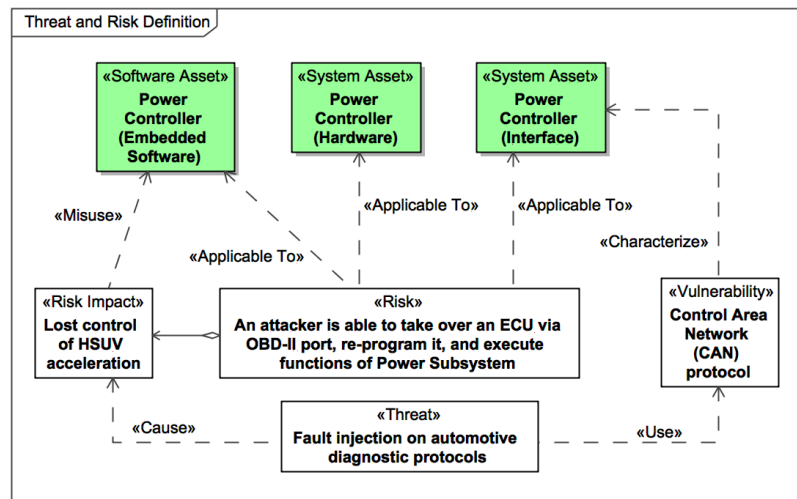 Threat and Risk Definition
«Software Asset»
Power
Controller
(Embedded
Software)
«System Asset»
Power
Controller
(Hardware)
«System Asset»
Power
Controller
(Interface)
«Misuse»
«Applicable To»
«Applicable To»
«Applicable To»
«Characterize»
«Risk Impact»
Lost control
of HSUV
acceleration
«Risk»
An attacker is able to take over an ECU via
OBD-II port, re-program it, and execute
functions of Power Subsystem
«Vulnerability»
Control Area
Network
(CAN)
protocol
«Cause»
«Threat»
Fault injection on automotive
diagnostic protocols
«Use»